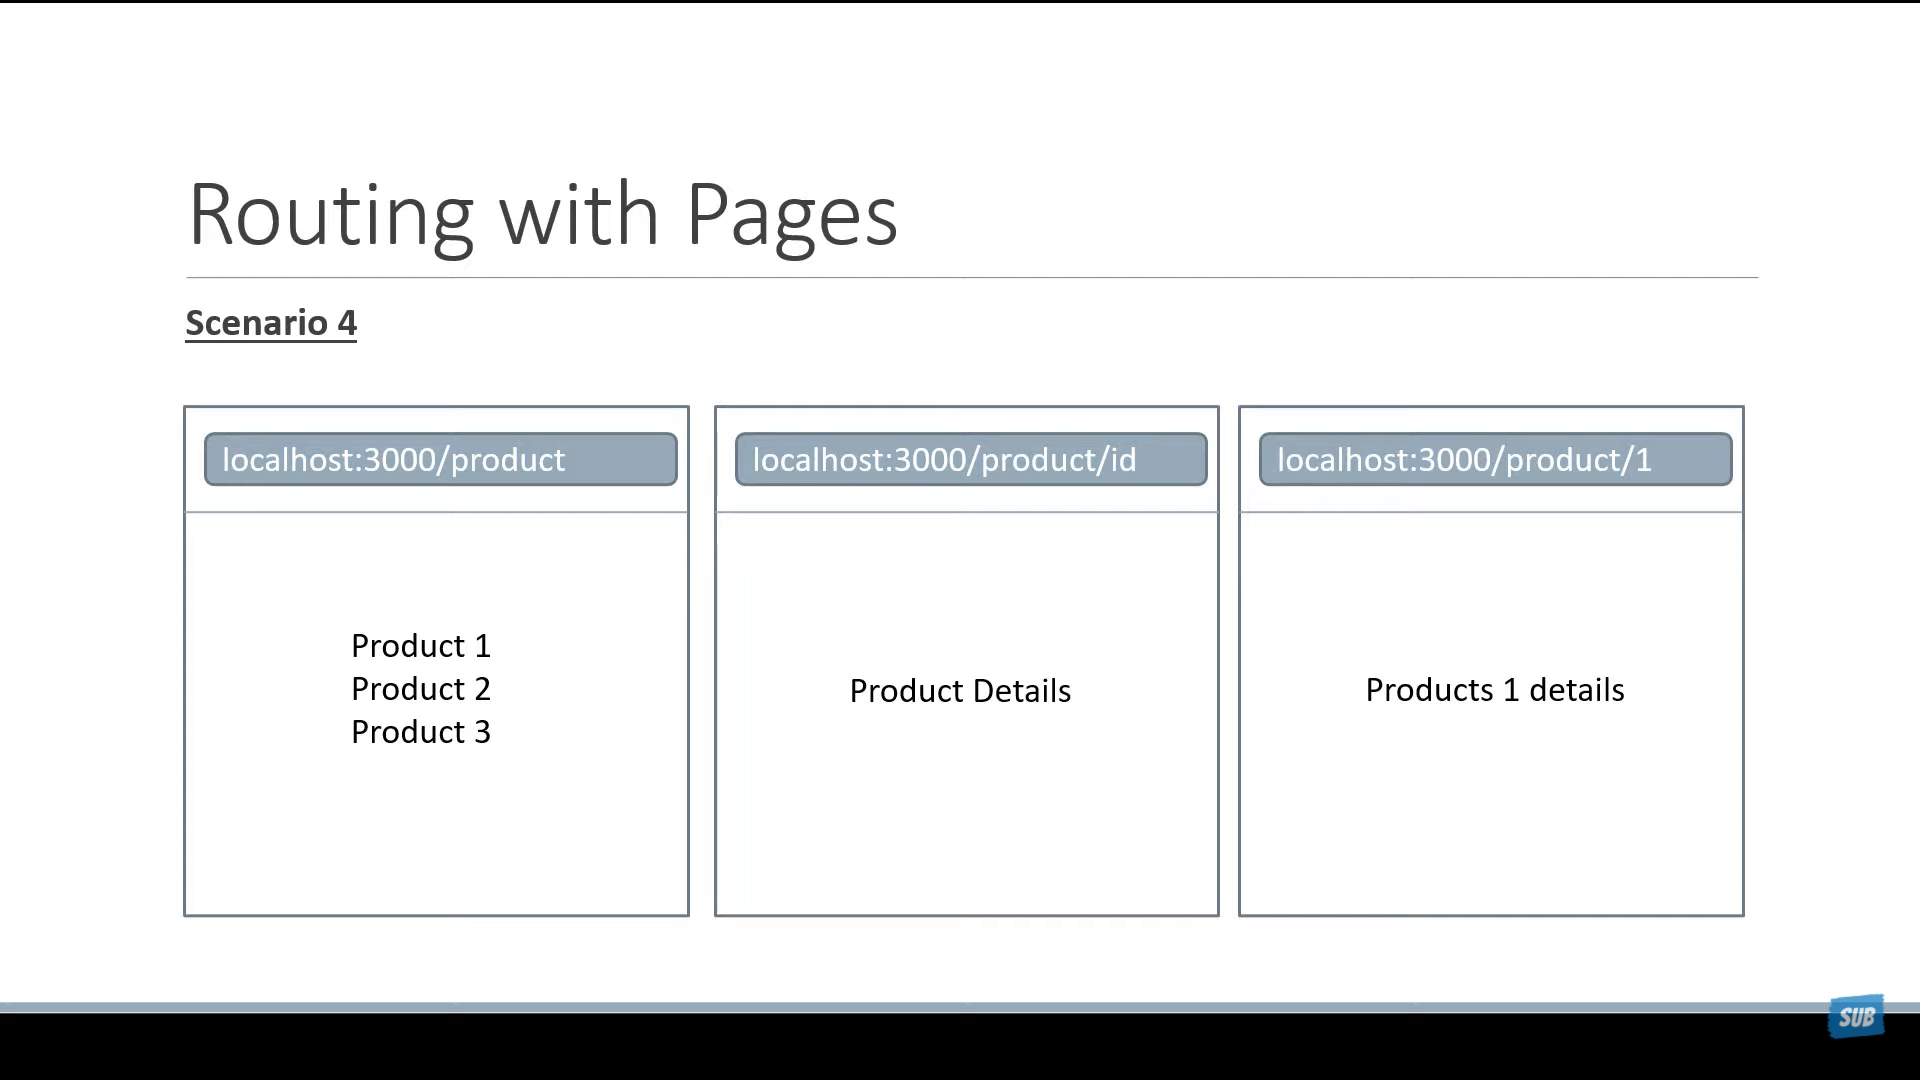 Routing with Pages
Scenario 4
localhost:3000/product
Product 1
Product 2
Product 3
localhost:3000/product/id
Product Details
localhost:3000/product/1
Products 1 details
SUB